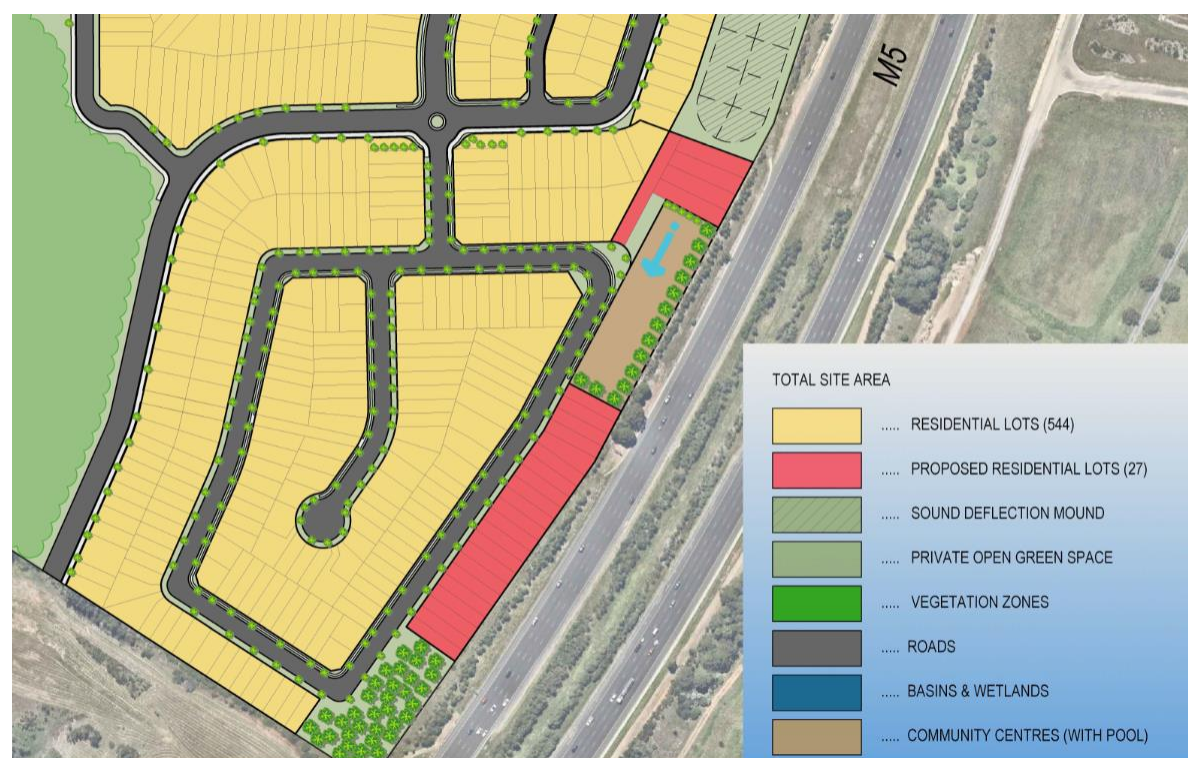 M5
TOTAL SITE AREA
..... RESIDENTIAL LOTS (544)
..... PROPOSED RESIDENTIAL LOTS (27)
..... SOUND DEFLECTION MOUND
..... PRIVATE OPEN GREEN SPACE
..... VEGETATION ZONES
..... ROADS
..... BASINS & WETLANDS
..... COMMUNITY CENTRES (WITH POOL)